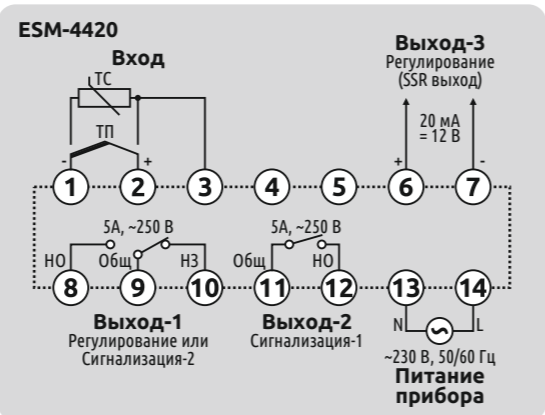 ESM-4420
Вход
ТС
ТП
- +
Выход-3
Регулирование
(SSR выход)
20 мА
= 12 В
+ -
1 2 3 4 5 6 7
5А, ~250 В
5А, ~250 В
НО Общ НЗ Общ НО
8 9 10 11 12 13 14
Выход-1
Регулирование или
Сигнализация-2
Выход-2
Сигнализация-1
N L
~230 В, 50/60 Гц
Питание
прибора